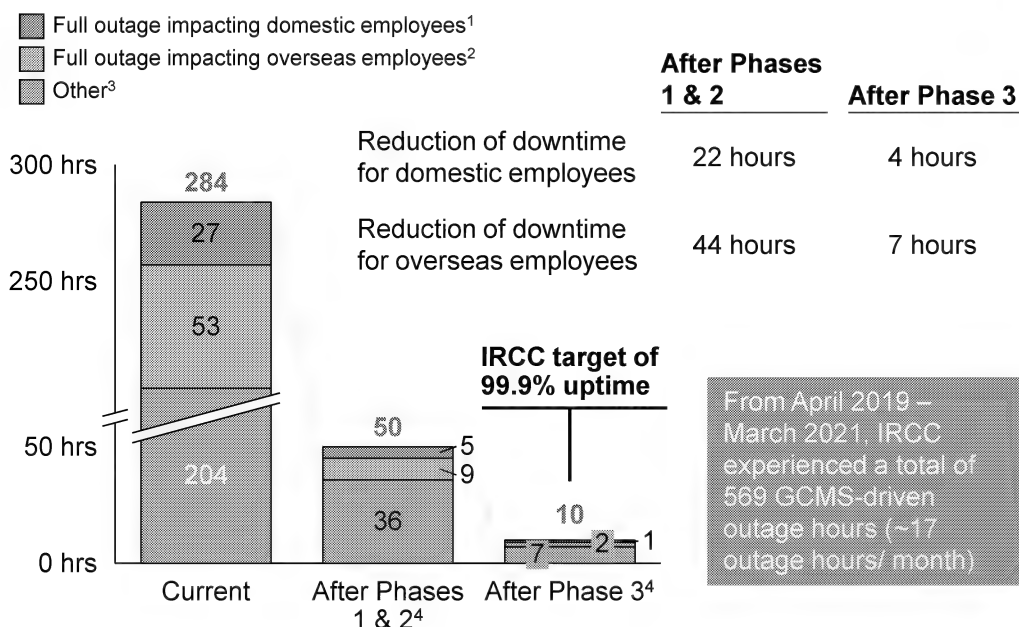 Full outage impacting domestic employees¹
Full outage impacting overseas employees²
Other³
After Phases
1 & 2
After Phase 3
Reduction of downtime
for domestic employees
22 hours
4 hours
Reduction of downtime
for overseas employees
44 hours
7 hours
300 hrs
250 hrs
50 hrs
0 hrs
284
27
53
204
50
5
9
36
IRCC target of
99.9% uptime
10
1
2
7
Current
After Phases
1 & 2⁴
After Phase 3⁴
From April 2019 –
March 2021, IRCC
experienced a total of
569 GCMS-driven
outage hours (~17
outage hours/ month)